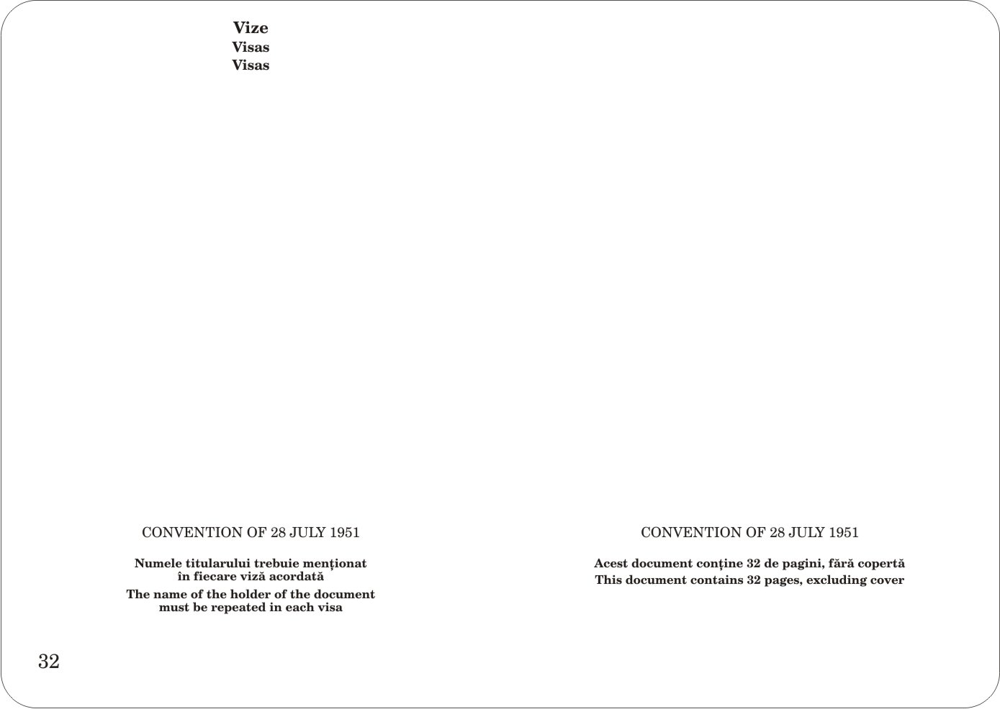 Vize
Visas
Visas
CONVENTION OF 28 JULY 1951
Numele titularului trebuie menționat
în fiecare viză acordată
The name of the holder of the document
must be repeated in each visa
32
CONVENTION OF 28 JULY 1951
Acest document conține 32 de pagini, fără copertă
This document contains 32 pages, excluding cover